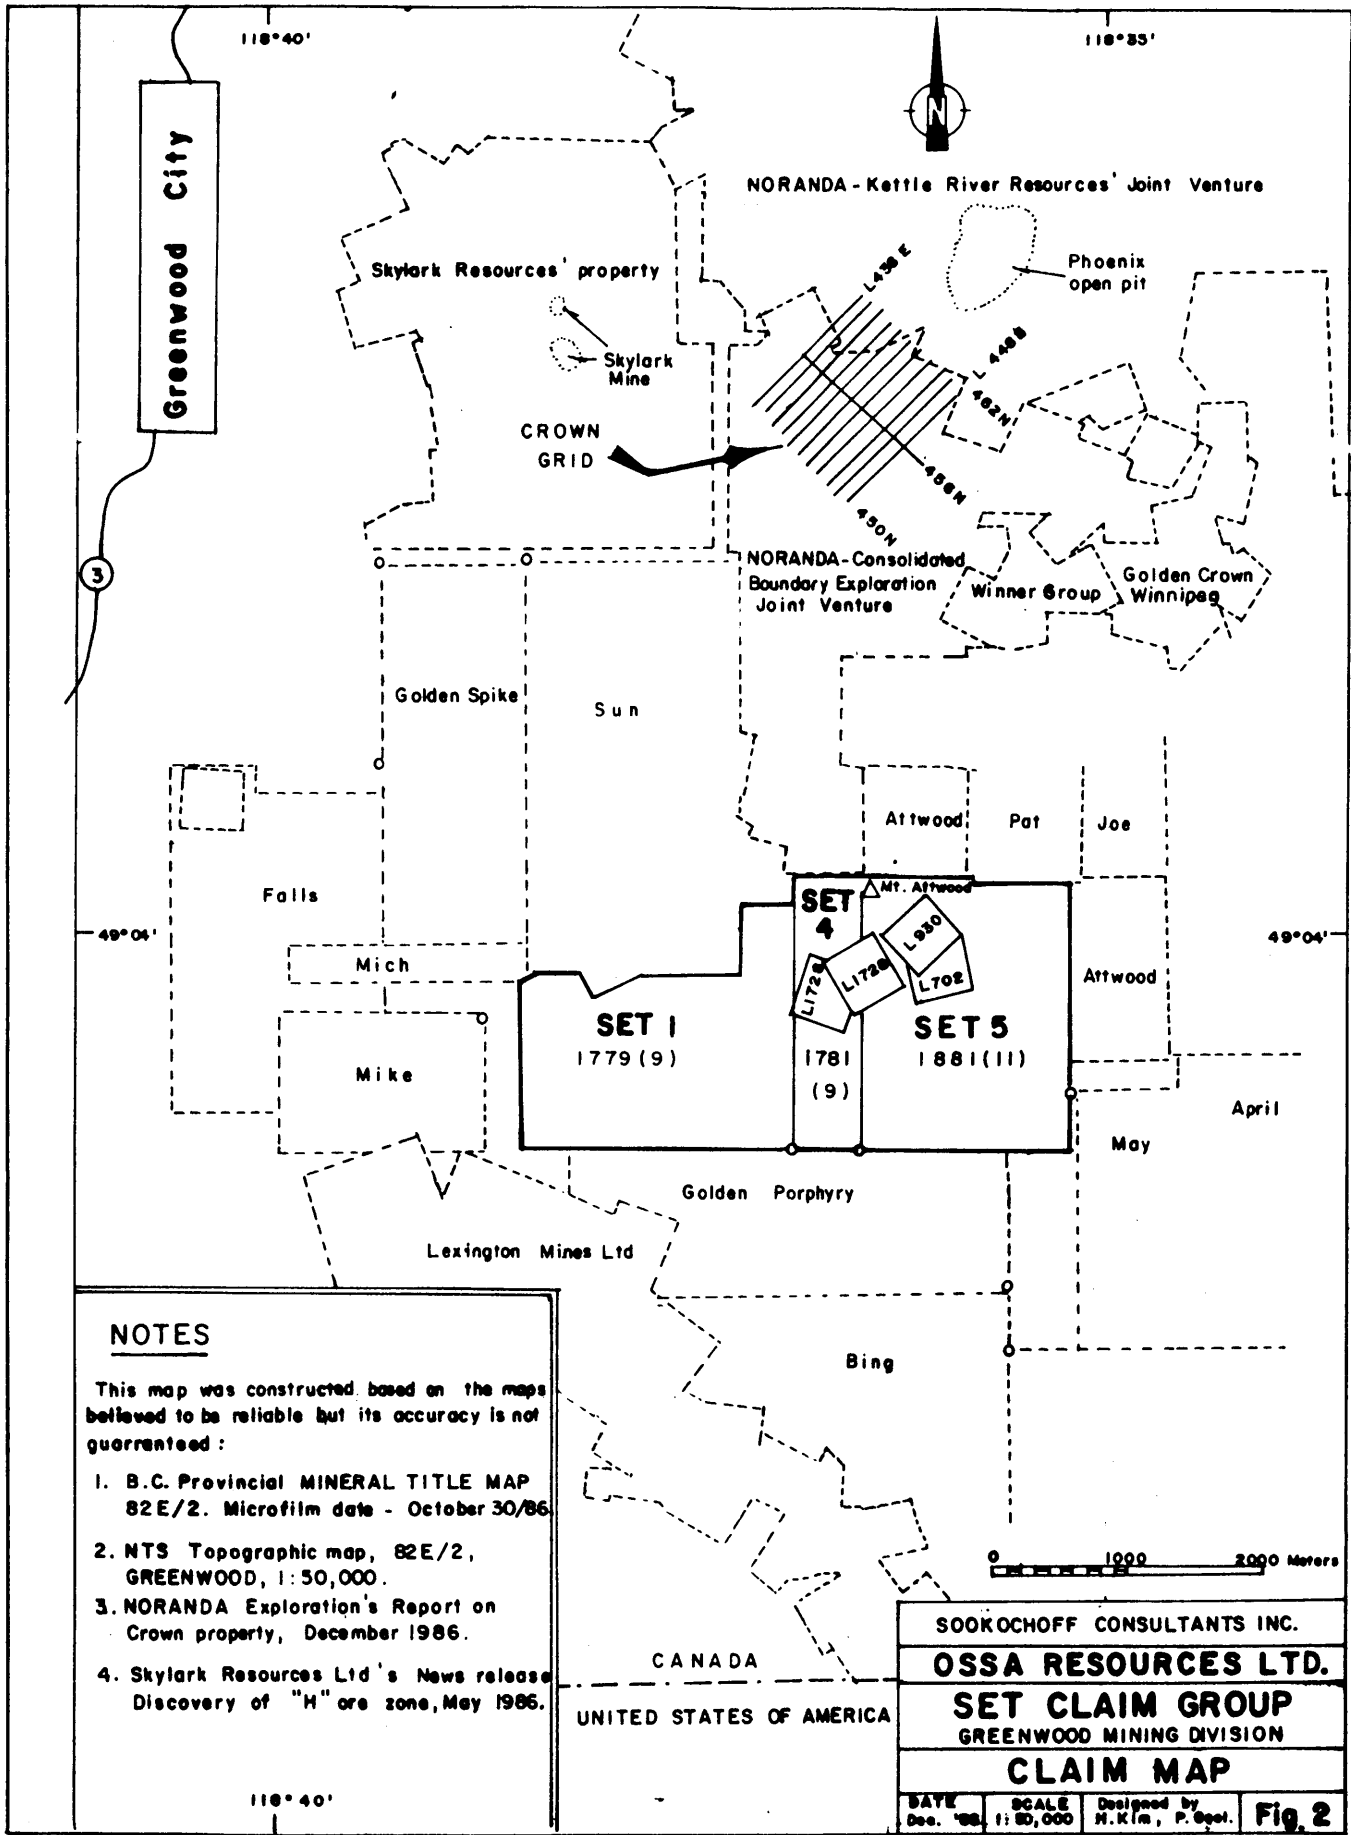 118°40'
118°35'
Greenwood City
N
NORANDA - Kettle River Resources' Joint Venture
L 436 E
Skylark Resources' property
Phoenix
open pit
Skylark
Mine
462N
CROWN
GRID
456N
450N
3
NORANDA-Consolidated
Boundary Exploration
Joint Venture
Winner Group
Golden Crown
Winnipeg
Golden Spike
Sun
Attwood
Pat
Joe
Falls
Mt. Attwood
SET
4
L930
49°04'
49°04'
Mich
L1728
L1728
L702
Attwood
SET 1
SET 5
1779 (9)
1781
(9)
1881(11)
Mike
April
May
Golden Porphyry
Lexington Mines Ltd
Bing
NOTES
This map was constructed based on the maps
believed to be reliable but its accuracy is not
guarrenteed :
1. B.C. Provincial MINERAL TITLE MAP
82E/2. Microfilm date - October 30/86
2. NTS Topographic map, 82E/2,
GREENWOOD, 1:50,000.
3. NORANDA Exploration's Report on
Crown property, December 1986.
4. Skylark Resources Ltd's News release
Discovery of "H" ore zone, May 1986.
0 1000 2000 Meters
CANADA
UNITED STATES OF AMERICA
118°40'
SOOKOCHOFF CONSULTANTS INC.
OSSA RESOURCES LTD.
SET CLAIM GROUP
GREENWOOD MINING DIVISION
CLAIM MAP
DATE
Dec.
SCALE
1:50,000
Designed by
H.Kim, P. Geol.
Fig. 2